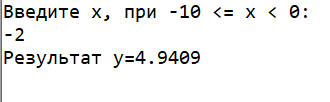 Введите x, при -10 <= x < 0:
-2
Результат y=4.9409